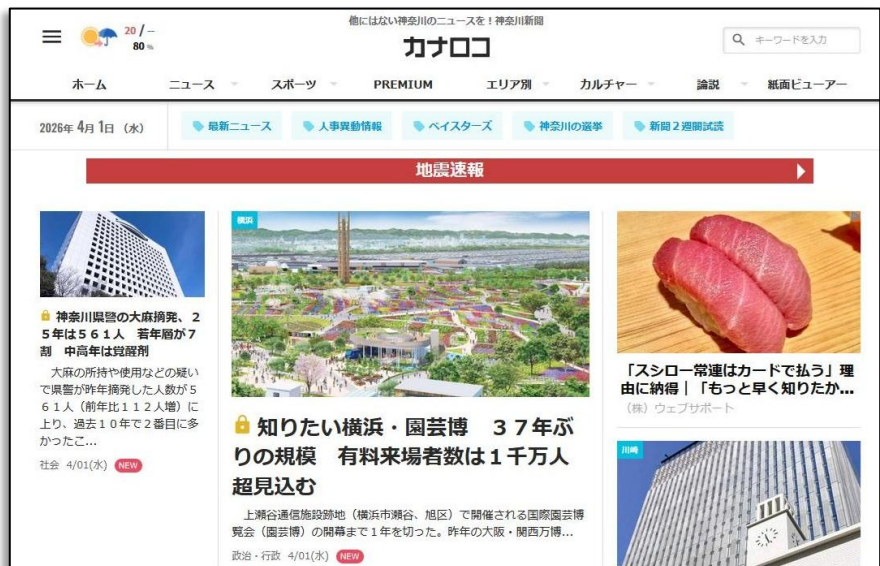 他にはない神奈川のニュースを！神奈川新聞
20 / --
80 %
カナロコ
キーワードを入力
ホーム ニュース スポーツ PREMIUM エリア別 カルチャー 論説 紙面ビューアー
2026年 4月 1日 （水） 最新ニュース 人事異動情報 ベイスターズ 神奈川の選挙 新聞２週間試読
地震速報
神奈川県警の大麻摘発、２
５年は５６１人　若年層が７
割　中高年は覚醒剤
大麻の所持や使用などの疑い
で県警が昨年摘発した人数が５
６１人（前年比１１２人増）に
上り、過去１０年で２番目に多
かったこ...
社会 4/01(水) NEW
横浜
知りたい横浜・園芸博　３７年ぶ
りの規模　有料来場者数は１千万人
超見込む
上瀬谷通信施設跡地（横浜市瀬谷、旭区）で開催される国際園芸博
覧会（園芸博）の開幕まで１年を切った。昨年の大阪・関西万博...
政治・行政 4/01(水) NEW
「スシロー常連はカードで払う」理
由に納得｜「もっと早く知りたか...
（株）ウェブサポート
川崎